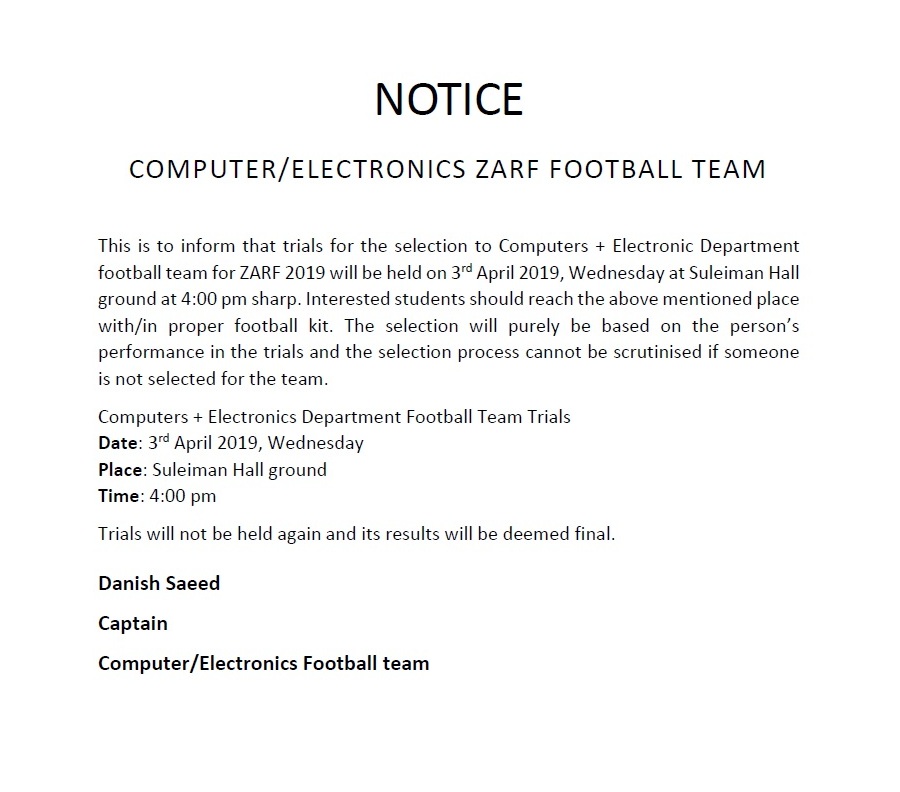 NOTICE
COMPUTER/ELECTRONICS ZARF FOOTBALL TEAM
This is to inform that trials for the selection to Computers + Electronic Department
football team for ZARF 2019 will be held on 3rd April 2019, Wednesday at Suleiman Hall
ground at 4:00 pm sharp. Interested students should reach the above mentioned place
with/in proper football kit. The selection will purely be based on the person’s
performance in the trials and the selection process cannot be scrutinised if someone
is not selected for the team.
Computers + Electronics Department Football Team Trials
Date: 3rd April 2019, Wednesday
Place: Suleiman Hall ground
Time: 4:00 pm
Trials will not be held again and its results will be deemed final.
Danish Saeed
Captain
Computer/Electronics Football team